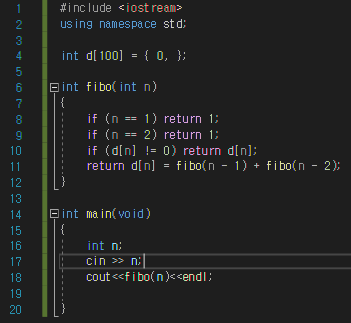 1 #include <iostream>
2 using namespace std;
3
4 int d[100] = { 0, };
5
6 int fibo(int n)
7 {
8 if (n == 1) return 1;
9 if (n == 2) return 1;
10 if (d[n] != 0) return d[n];
11 return d[n] = fibo(n - 1) + fibo(n - 2);
12 }
13
14 int main(void)
15 {
16 int n;
17 cin >> n;
18 cout<<fibo(n)<<endl;
19
20 }